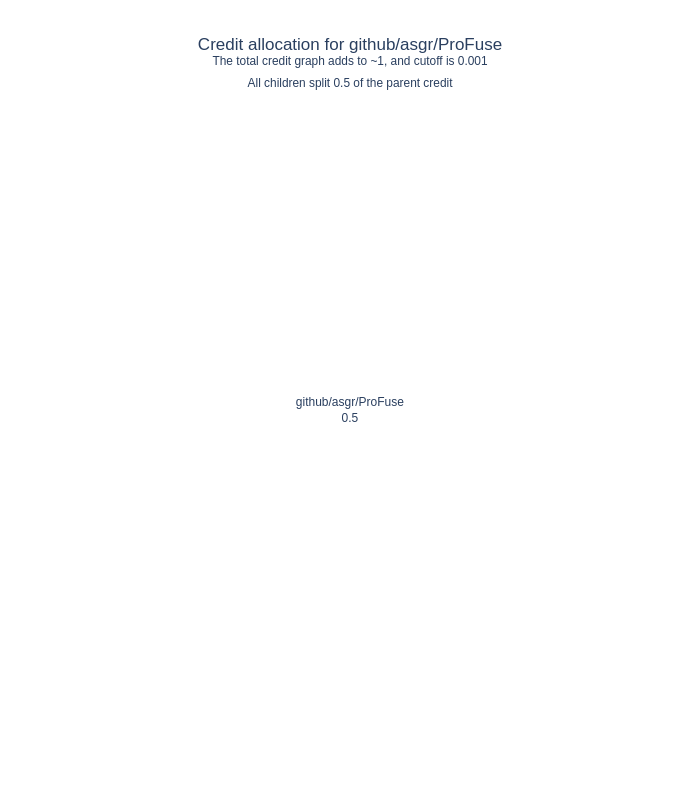 Credit allocation for github/asgr/ProFuse
The total credit graph adds to ~1, and cutoff is 0.001
All children split 0.5 of the parent credit
github/asgr/ProFuse
0.5